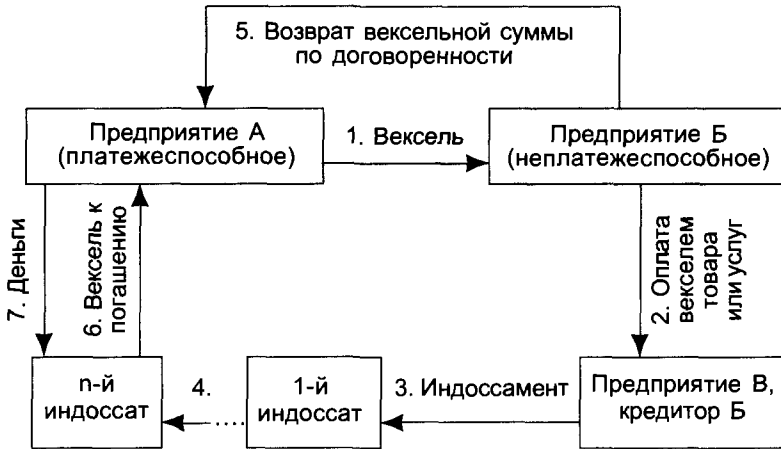 5. Возврат вексельной суммы
по договоренности
Предприятие А
(платежеспособное)
1. Вексель
Предприятие Б
(неплатежеспособное)
7. Деньги
6. Вексель к
погашению
2. Оплата
векселем
товара
или услуг
n-й
индоссат
4.
....
1-й
индоссат
3. Индоссамент
Предприятие В,
кредитор Б